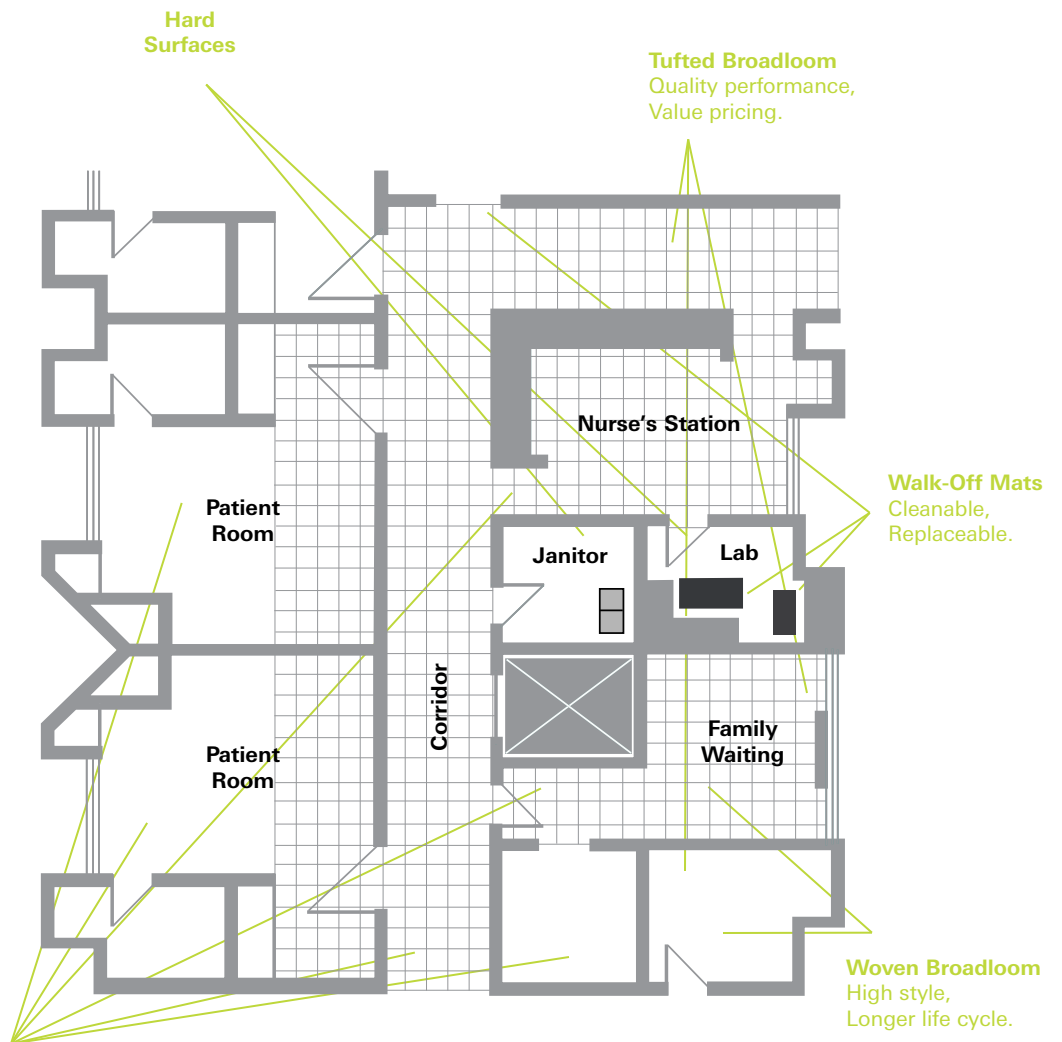 Hard
Surfaces
Tufted Broadloom
Quality performance,
Value pricing.
Nurse's Station
Walk-Off Mats
Cleanable,
Replaceable.
Patient
Room
Janitor
Lab
Corridor
Family
Waiting
Patient
Room
Woven Broadloom
High style,
Longer life cycle.